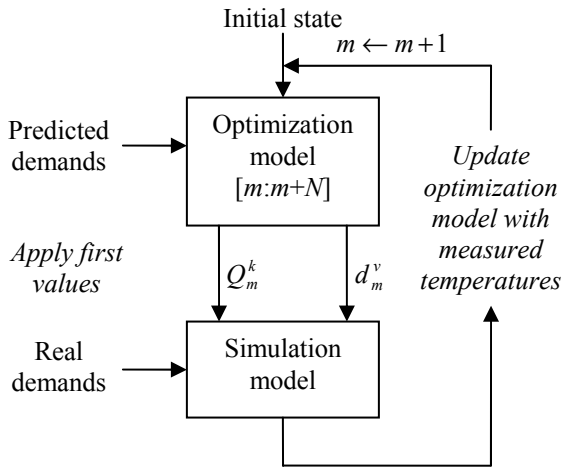 Initial state
m ← m+1
Predicted
demands
Optimization
model
[m:m+N]
Update
optimization
model with
measured
temperatures
Apply first
values
Q_m^k
d_m^v
Real
demands
Simulation
model